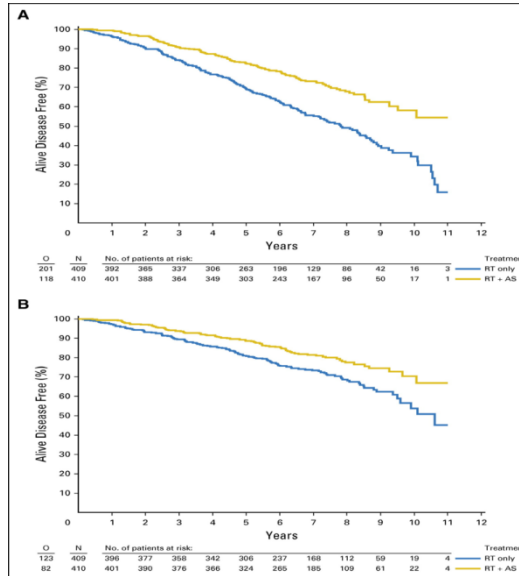 A
Alive Disease Free (%)
100
90
80
70
60
50
40
30
20
10
0 1 2 3 4 5 6 7 8 9 10 11 12
Years
O N No. of patients at risk: Treatmen
201 409 392 365 337 306 263 196 129 86 42 16 3 RT only
118 410 401 388 364 349 303 243 167 96 50 17 1 RT + AS
B
Alive Disease Free (%)
100
90
80
70
60
50
40
30
20
10
0 1 2 3 4 5 6 7 8 9 10 11 12
Years
O N No. of patients at risk: Treatmen
123 409 396 377 358 342 306 237 168 112 59 19 4 RT only
82 410 401 390 376 366 324 265 185 109 61 22 4 RT + AS